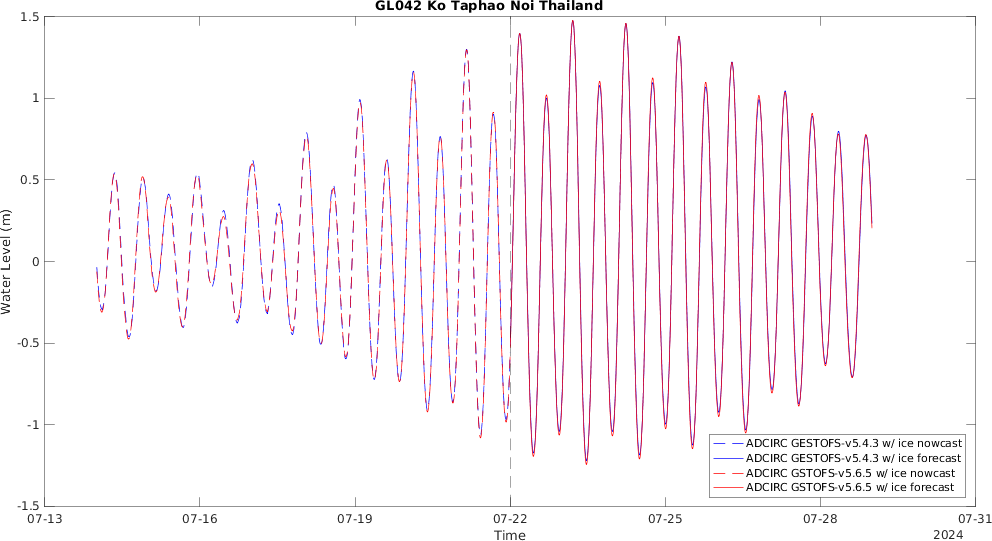 GL042 Ko Taphao Noi Thailand
1.5
1
0.5
0
-0.5
-1
-1.5
Water Level (m)
07-13 07-16 07-19 07-22 07-25 07-28 07-31
Time
2024
ADCIRC GESTOFS-v5.4.3 w/ ice nowcast
ADCIRC GESTOFS-v5.4.3 w/ ice forecast
ADCIRC GSTOFS-v5.6.5 w/ ice nowcast
ADCIRC GSTOFS-v5.6.5 w/ ice forecast